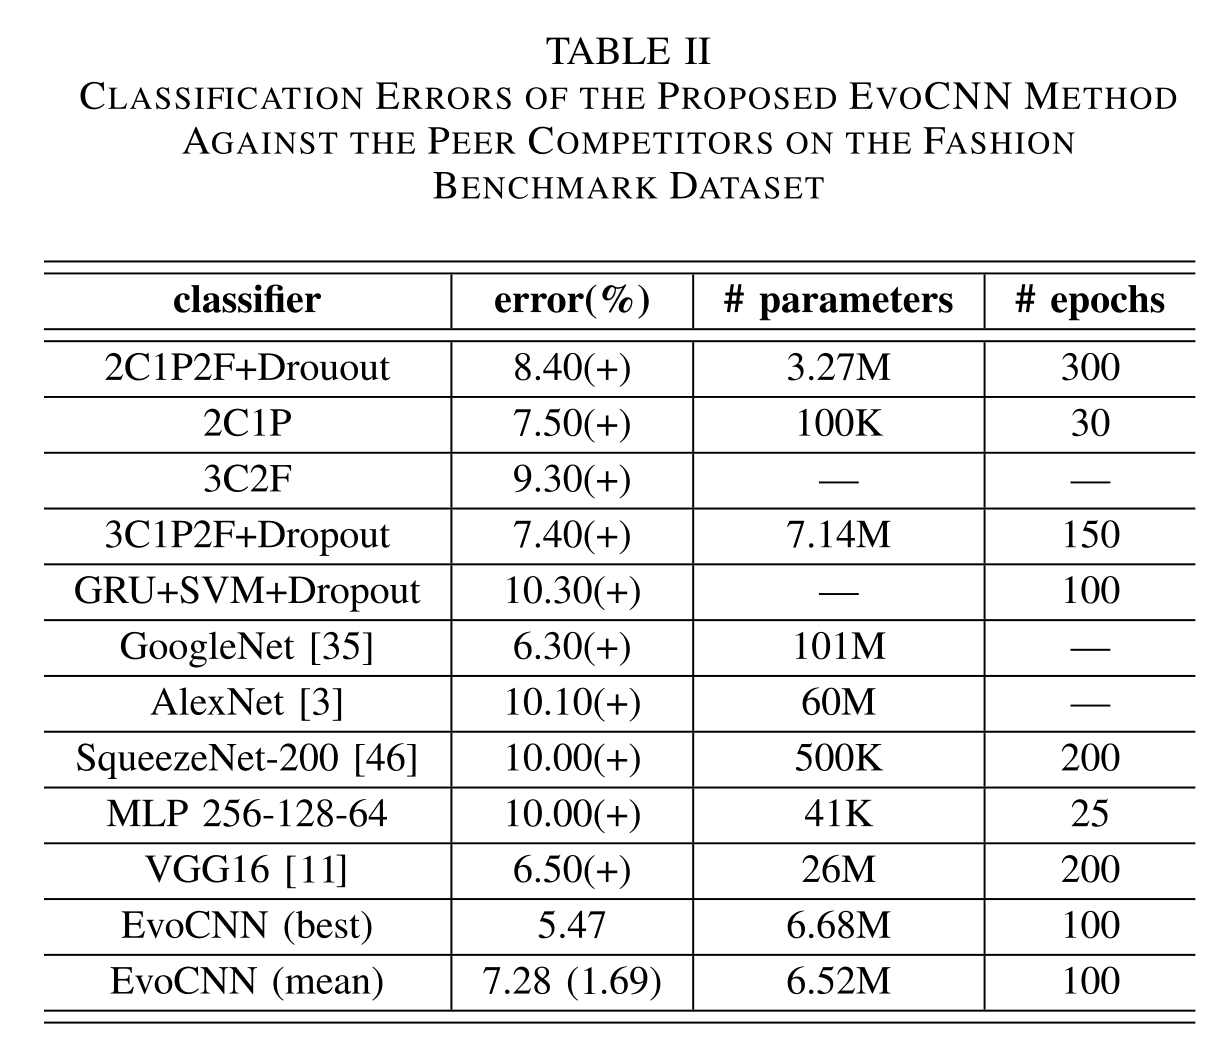 TABLE II
CLASSIFICATION ERRORS OF THE PROPOSED EVOCNN METHOD
AGAINST THE PEER COMPETITORS ON THE FASHION
BENCHMARK DATASET
classifier error(%) # parameters # epochs
2C1P2F+Drouout 8.40(+) 3.27M 300
2C1P 7.50(+) 100K 30
3C2F 9.30(+) — —
3C1P2F+Dropout 7.40(+) 7.14M 150
GRU+SVM+Dropout 10.30(+) — 100
GoogleNet [35] 6.30(+) 101M —
AlexNet [3] 10.10(+) 60M —
SqueezeNet-200 [46] 10.00(+) 500K 200
MLP 256-128-64 10.00(+) 41K 25
VGG16 [11] 6.50(+) 26M 200
EvoCNN (best) 5.47 6.68M 100
EvoCNN (mean) 7.28 (1.69) 6.52M 100